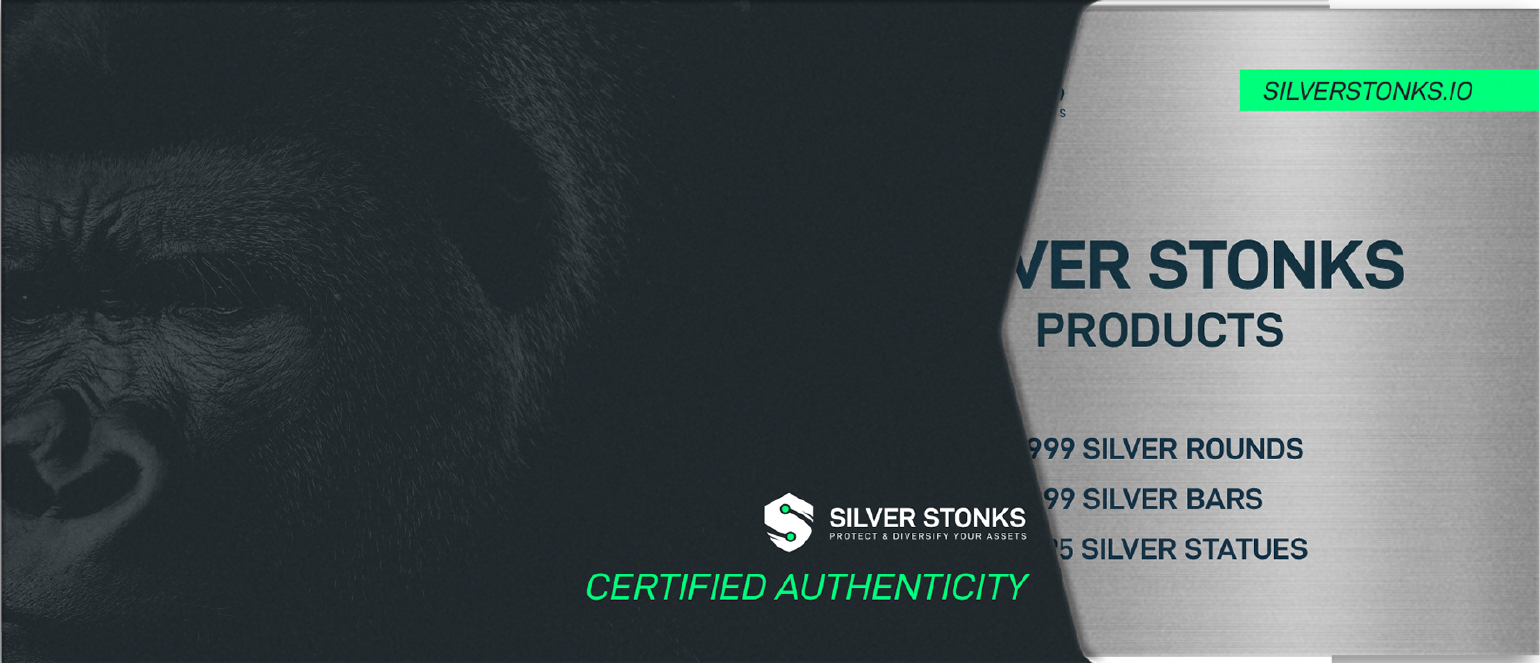 SILVERSTONKS.IO
VER STONKS
PRODUCTS
999 SILVER ROUNDS
99 SILVER BARS
5 SILVER STATUES
SILVER STONKS
PROTECT & DIVERSIFY YOUR ASSETS
CERTIFIED AUTHENTICITY